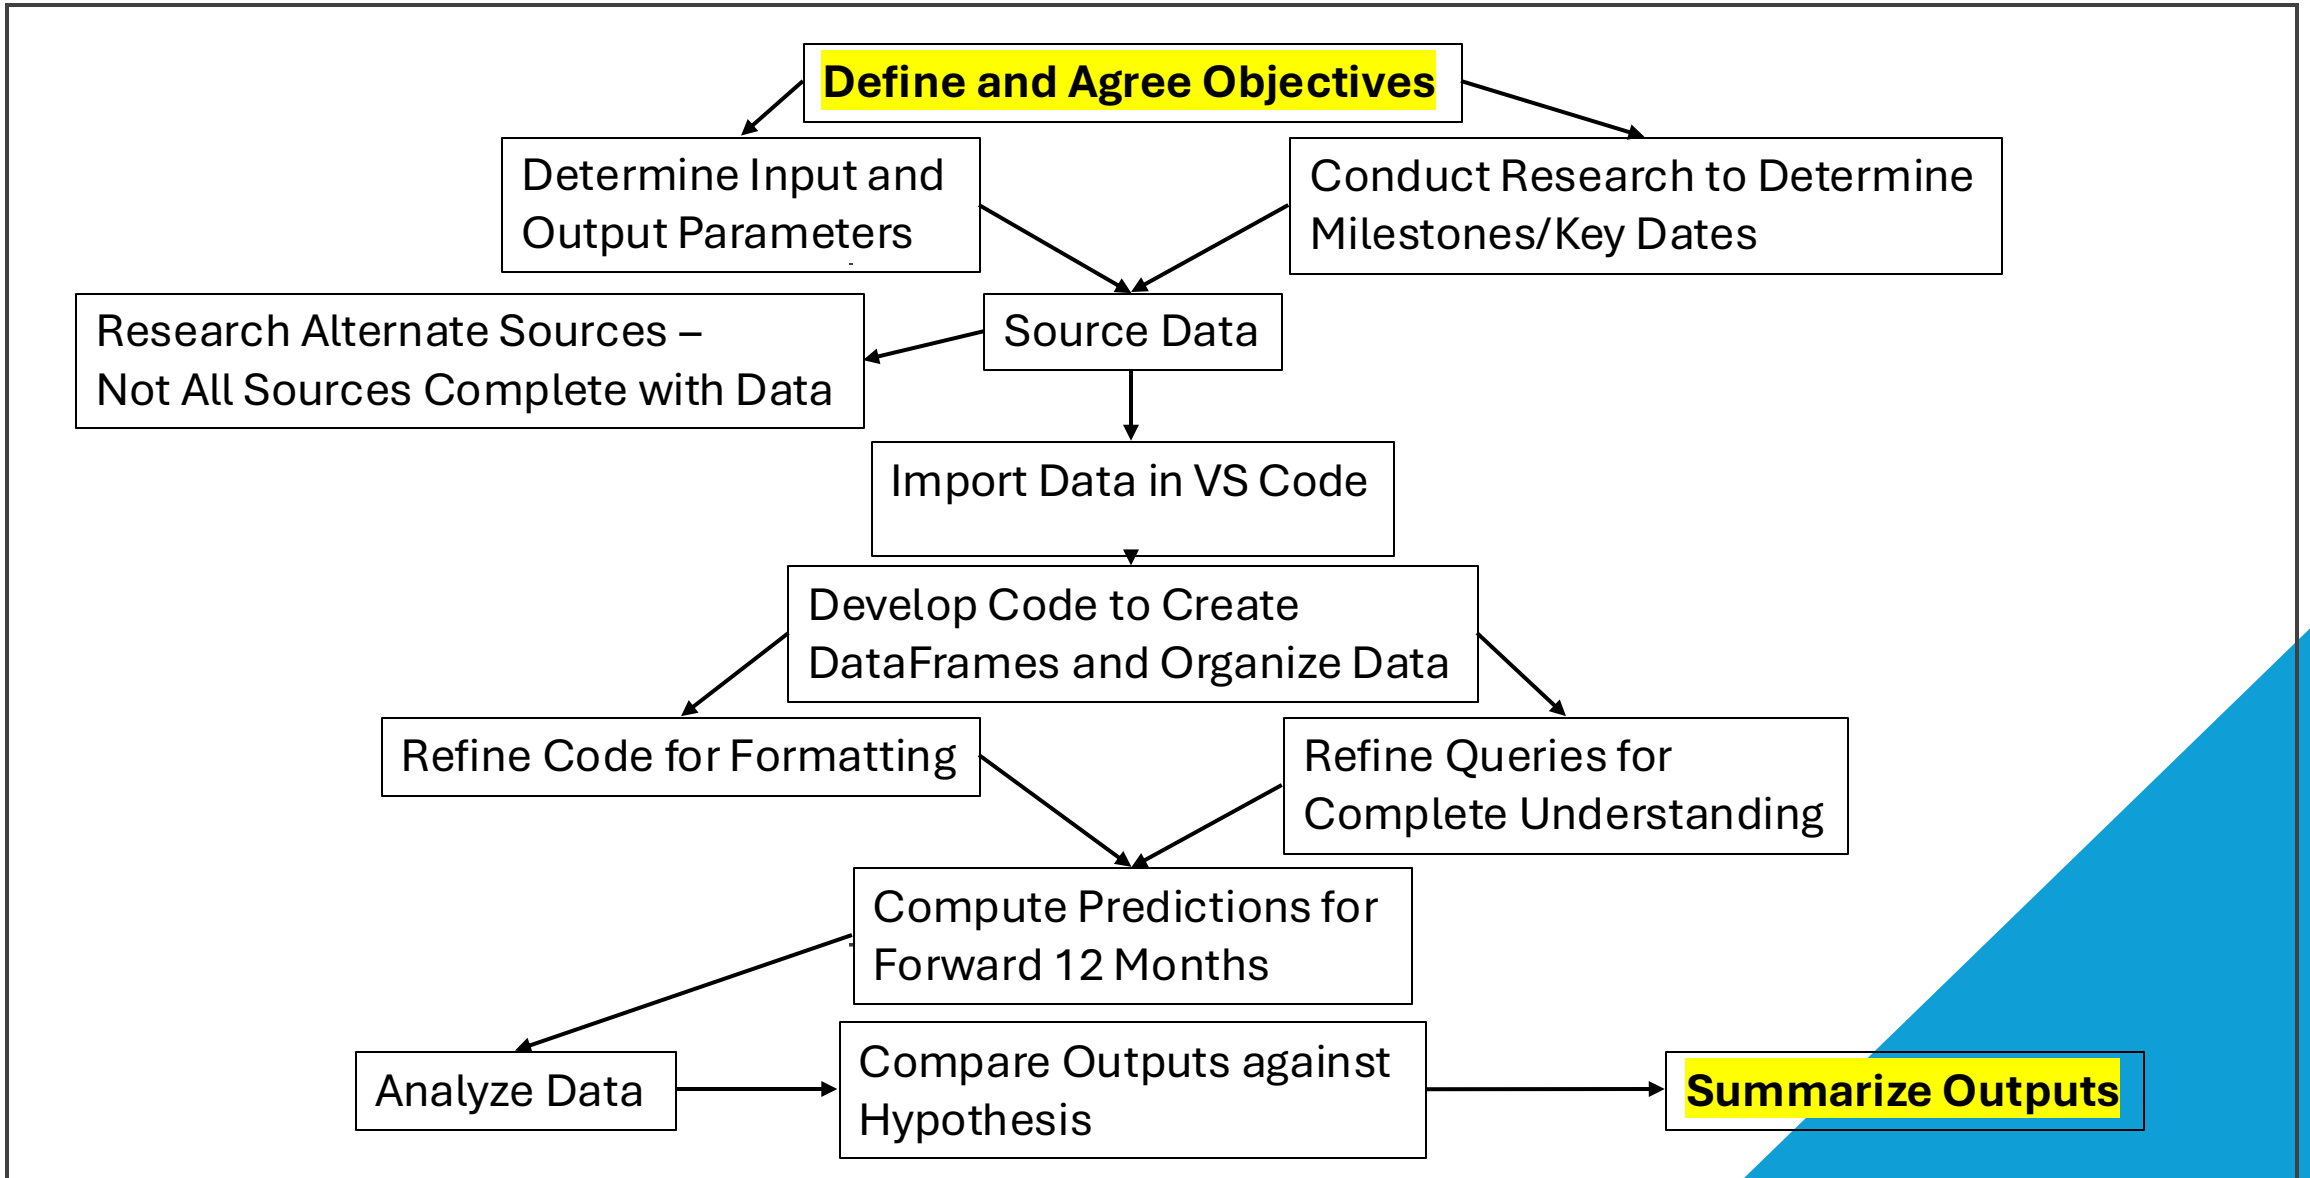 Define and Agree Objectives
Determine Input and
Output Parameters
Conduct Research to Determine
Milestones/Key Dates
Research Alternate Sources –
Not All Sources Complete with Data
Source Data
Import Data in VS Code
Develop Code to Create
DataFrames and Organize Data
Refine Code for Formatting
Refine Queries for
Complete Understanding
Compute Predictions for
Forward 12 Months
Analyze Data
Compare Outputs against
Hypothesis
Summarize Outputs